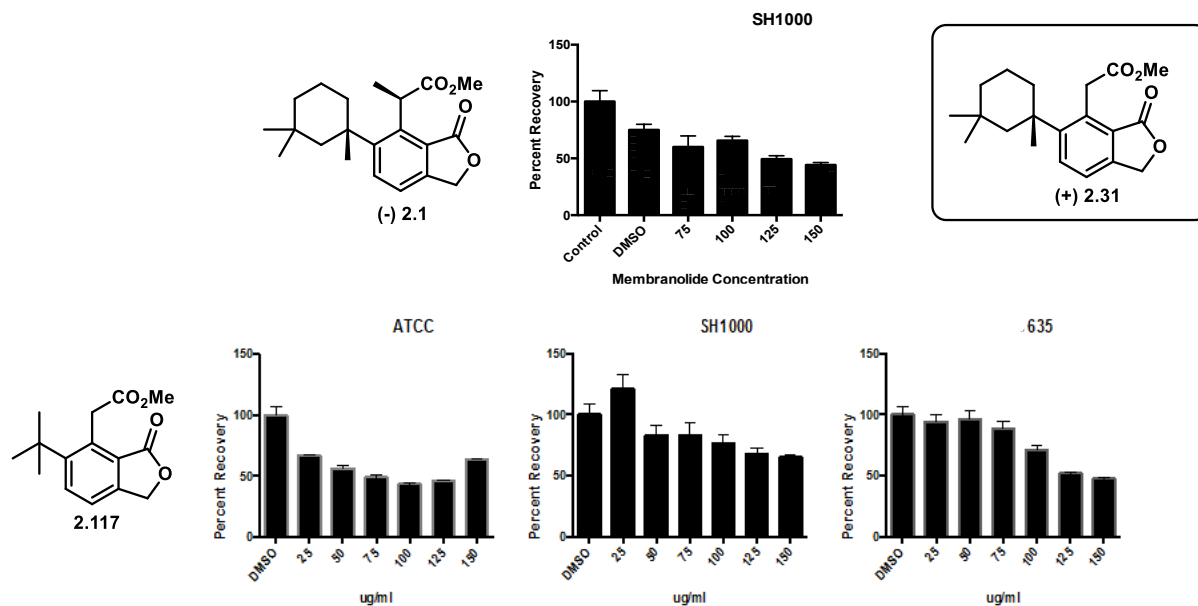 SH1000
150
100
50
0
Percent Recovery
Control
DMSO
75
100
125
150
Membranolide Concentration
CO₂Me
O
O
(-) 2.1
CO₂Me
O
O
(+) 2.31
CO₂Me
O
O
2.117
ATCC
150
100
50
0
Percent Recovery
DMSO
25
50
75
100
125
150
ug/ml
SH1000
150
100
50
0
Percent Recovery
DMSO
25
50
75
100
125
150
ug/ml
635
150
100
50
0
Percent Recovery
DMSO
25
50
75
100
125
150
ug/ml